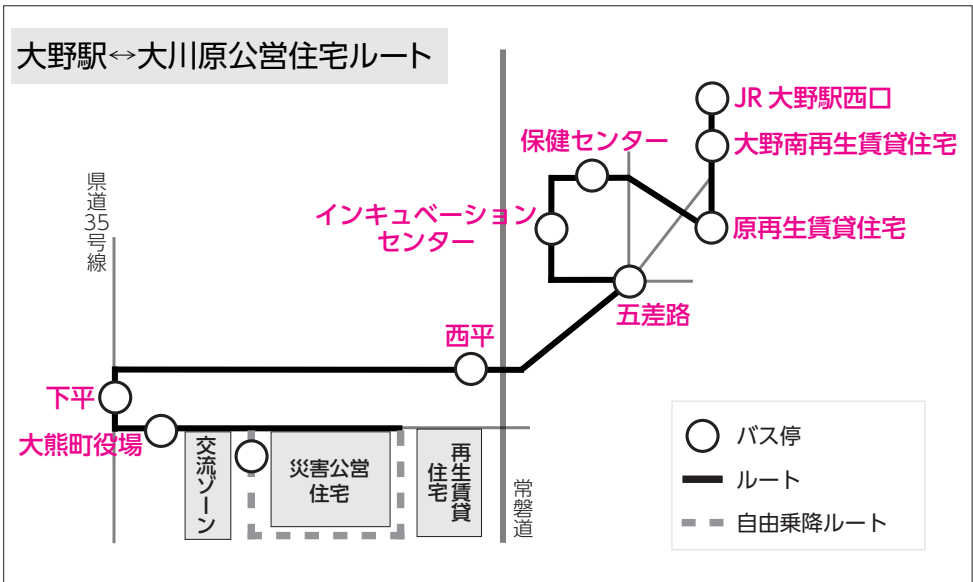 大野駅↔大川原公営住宅ルート
JR 大野駅西口
大野南再生賃貸住宅
保健センター
原再生賃貸住宅
インキュベーション
センター
五差路
県道35号線
西平
下平
大熊町役場
交流ゾーン
災害公営
住宅
再生賃貸
住宅
常磐道
バス停
ルート
自由乗降ルート